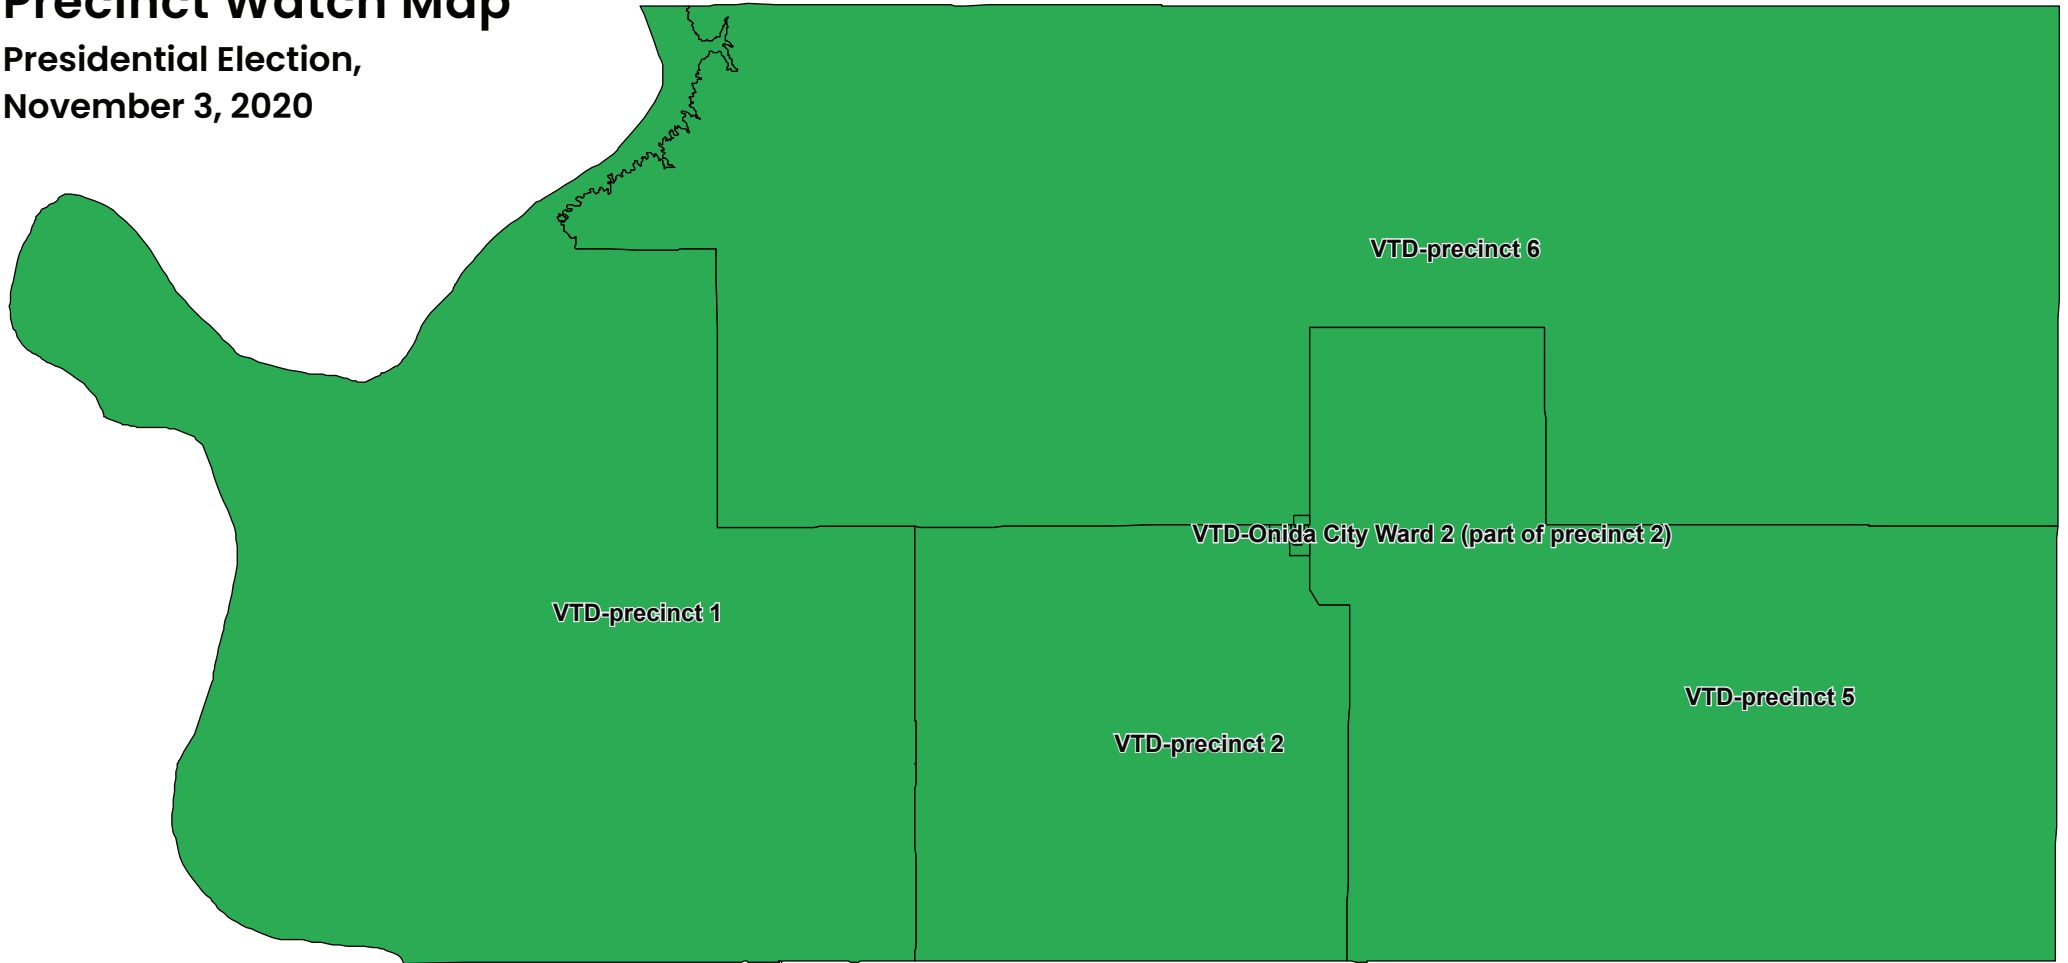 Precinct Watch Map
Presidential Election,
November 3, 2020
VTD-precinct 6
VTD-Onida City Ward 2 (part of precinct 2)
VTD-precinct 1
VTD-precinct 5
VTD-precinct 2